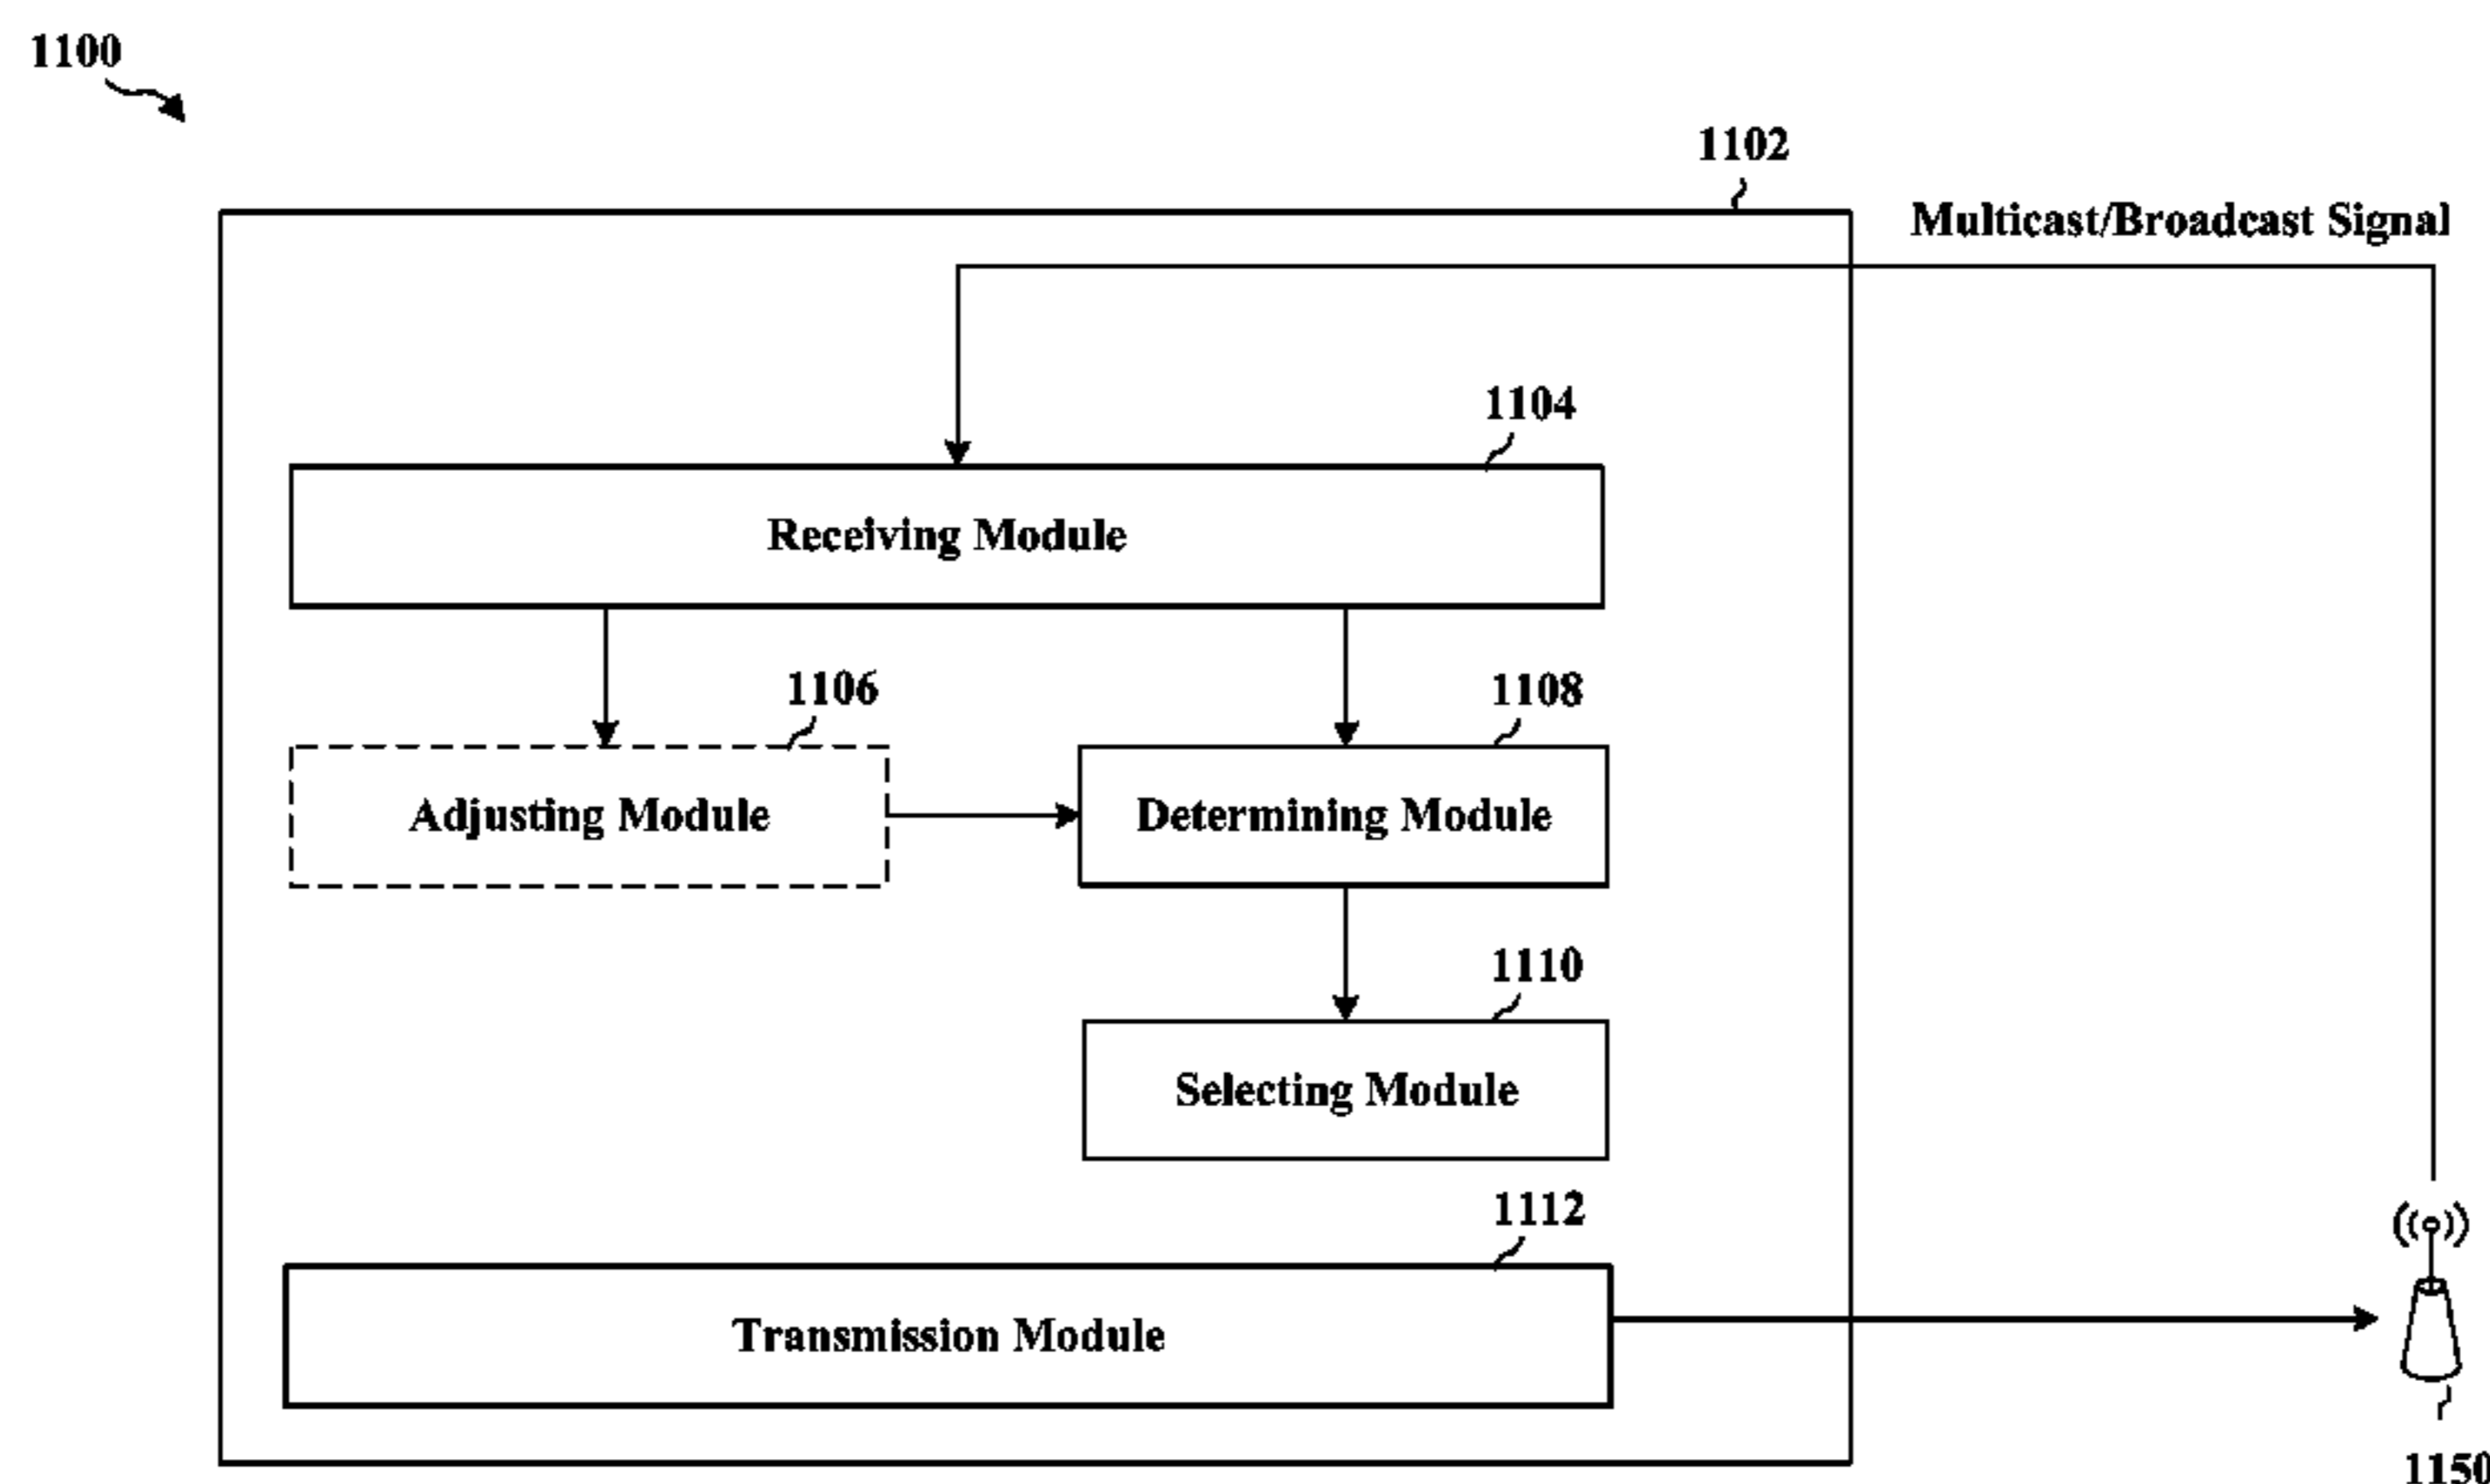 1100
1102
Multicast/Broadcast Signal
1104
Receiving Module
1106
1108
Adjusting Module
Determining Module
1110
Selecting Module
1112
Transmission Module
1150